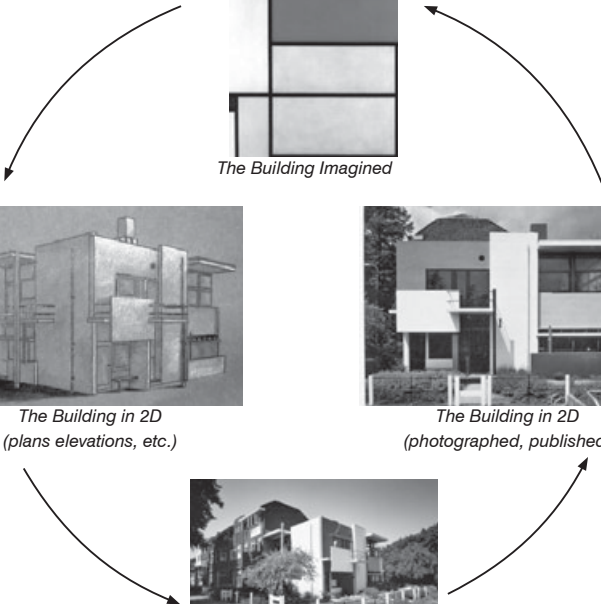 The Building Imagined
The Building in 2D
(plans elevations, etc.)
The Building in 2D
(photographed, published